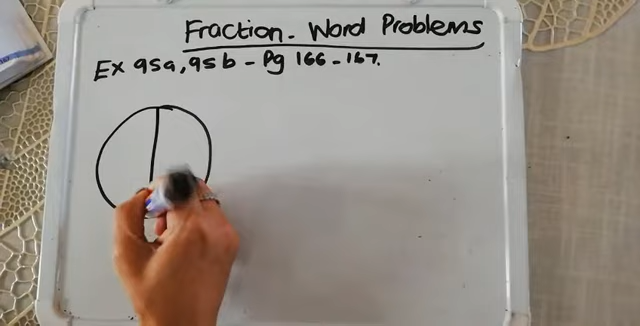 Fraction - Word Problems
Ex 95a, 95b - Pg 166 - 167.